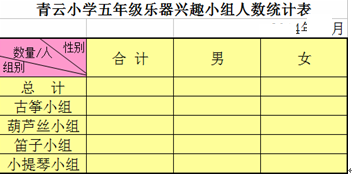 青云小学五年级乐器兴趣小组人数统计表
年 月
性别
数量/人
组别
合 计 男 女
总 计
古筝小组
葫芦丝小组
笛子小组
小提琴小组